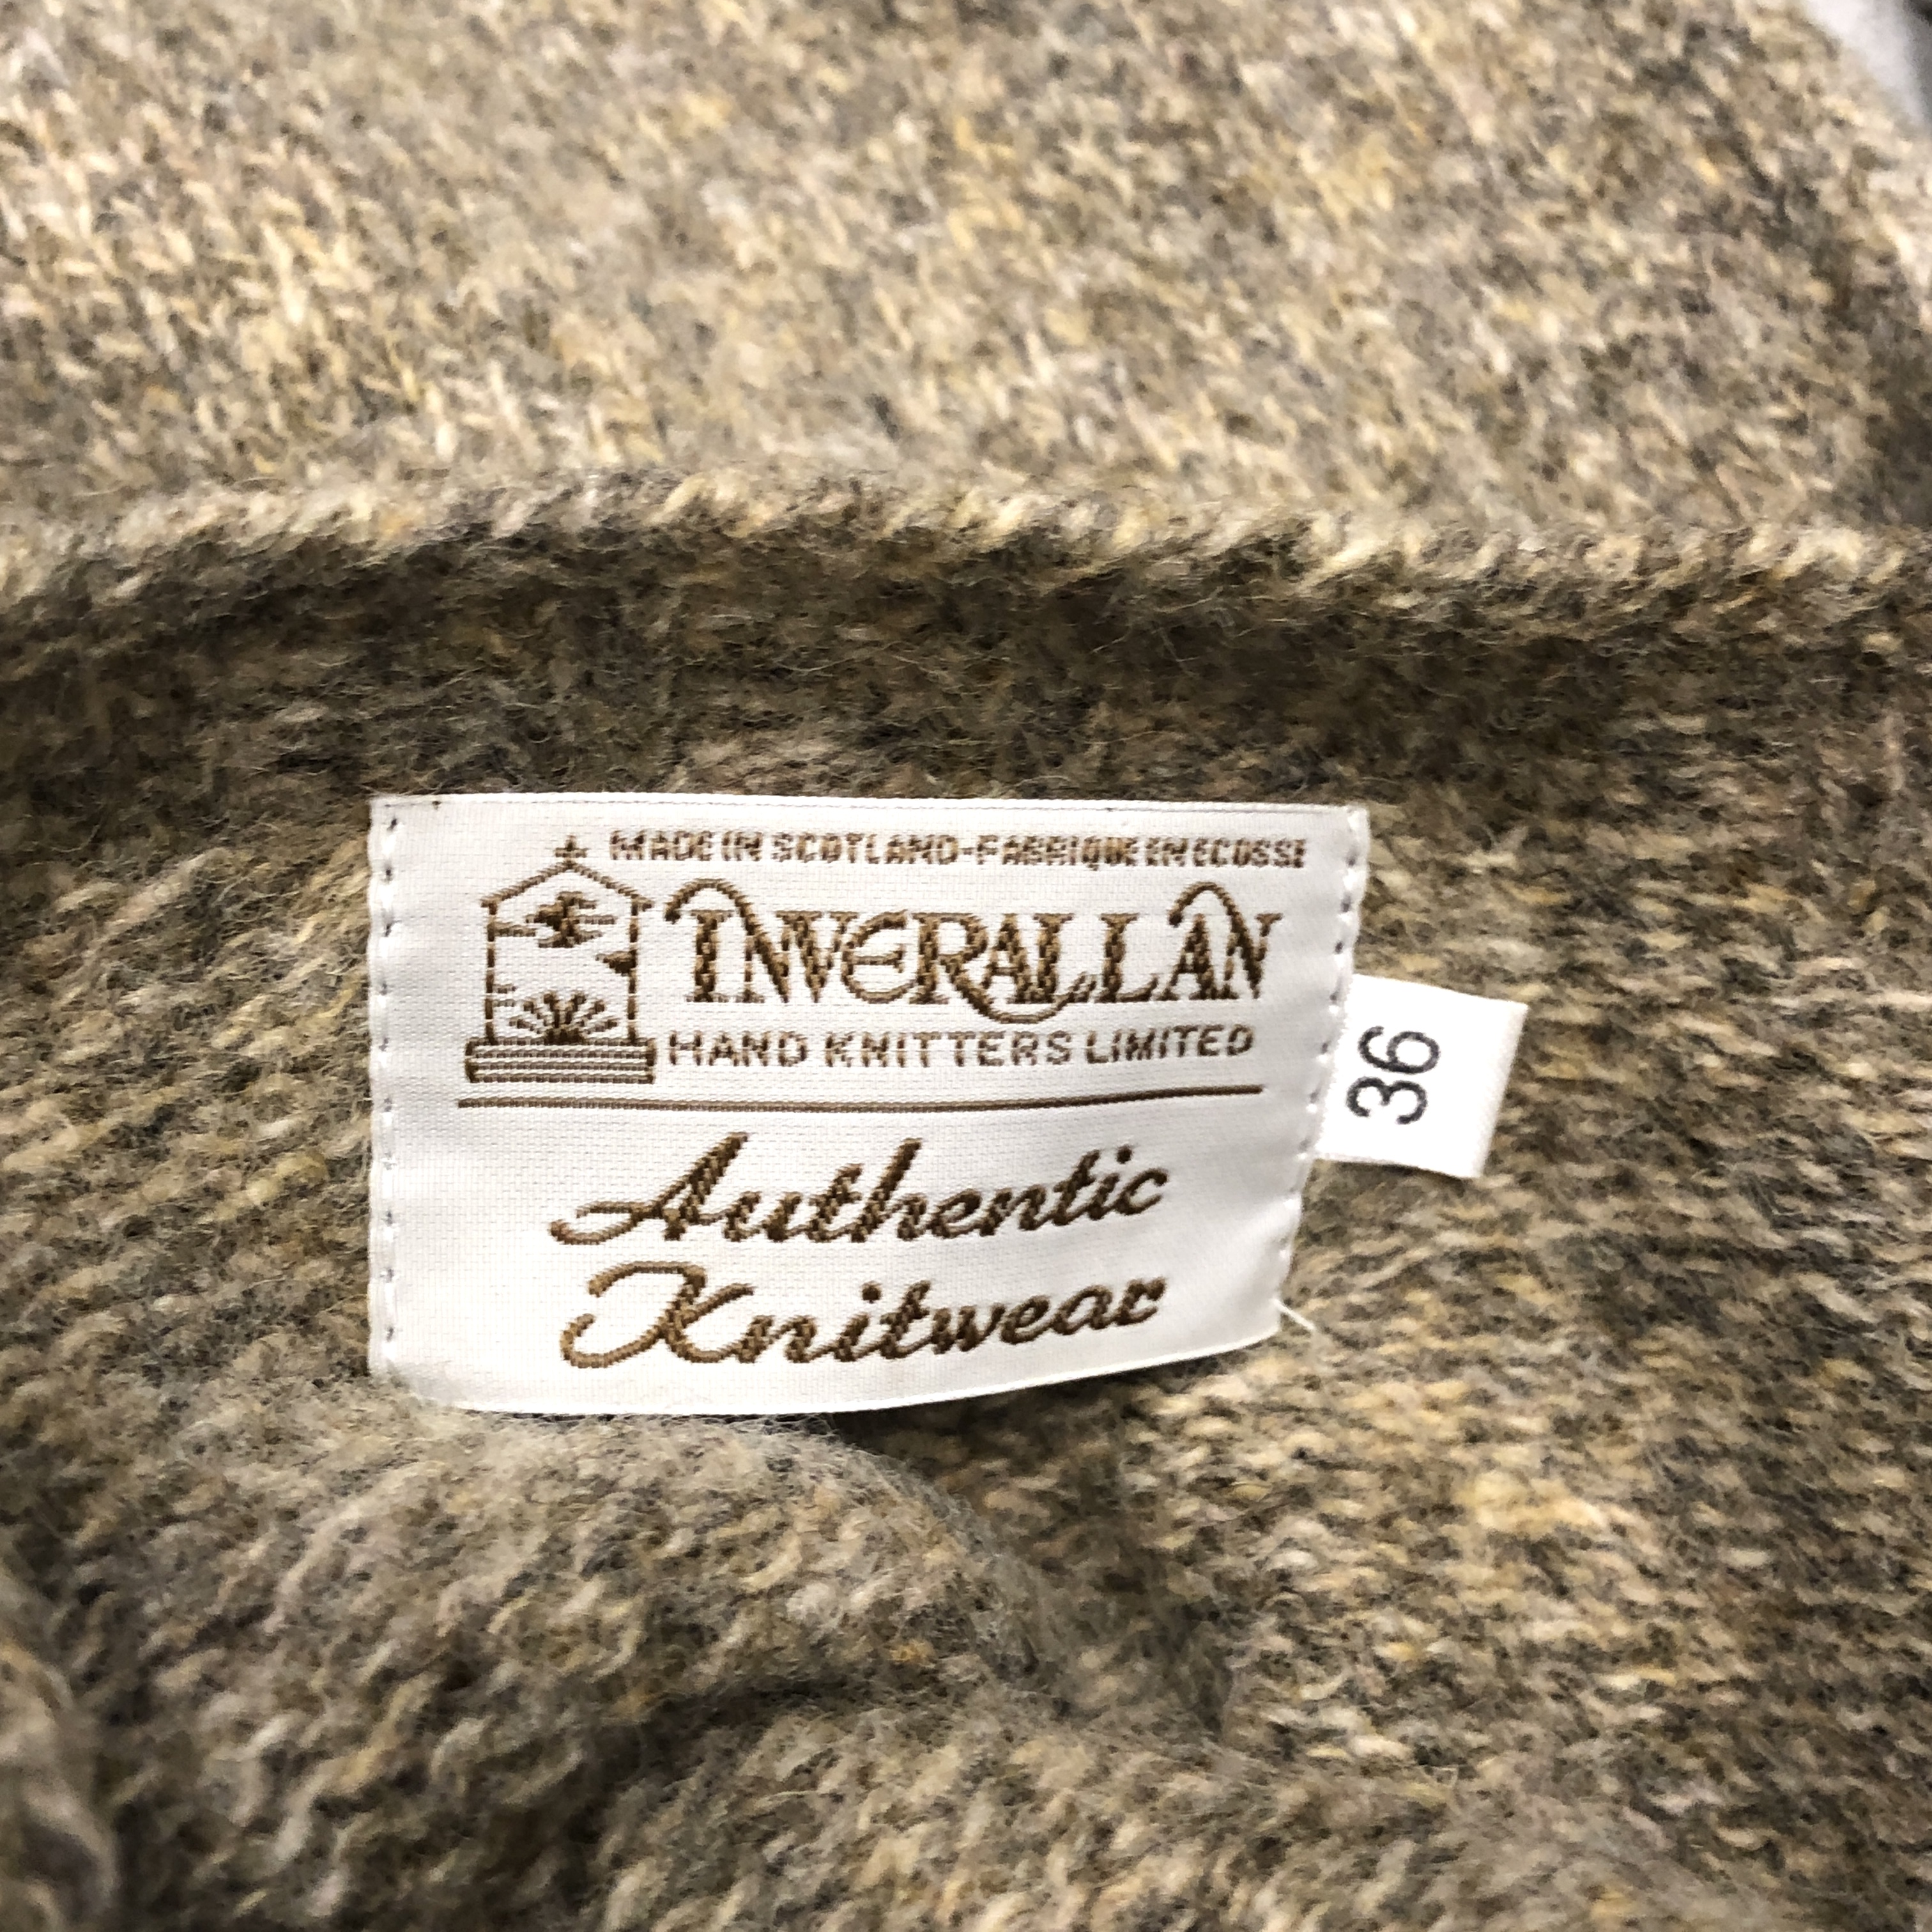 MADE IN SCOTLAND-FABRIQUE EN ECOSSE
INVERALLAN
HAND KNITTERS LIMITED
Authentic
Knitwear
36